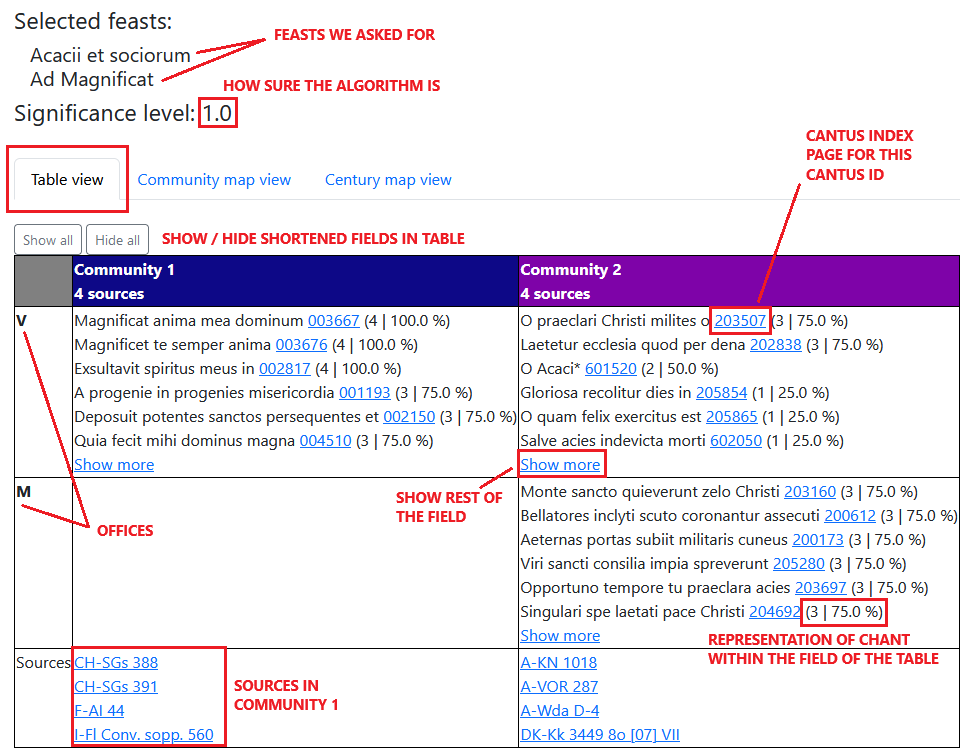 Selected feasts:
FEASTS WE ASKED FOR
Acacii et sociorum
Ad Magnificat
HOW SURE THE ALGORITHM IS
Significance level: 1.0
CANTUS INDEX
PAGE FOR THIS
CANTUS ID
Table view Community map view Century map view
Show all Hide all SHOW / HIDE SHORTENED FIELDS IN TABLE
Community 1
4 sources
Community 2
4 sources
V
Magnificat anima mea dominum 003667 (4 | 100.0 %)
Magnificet te semper anima 003676 (4 | 100.0 %)
Exsultavit spiritus meus in 002817 (4 | 100.0 %)
A progenie in progenies misericordia 001193 (3 | 75.0 %)
Deposuit potentes sanctos persequentes et 002150 (3 | 75.0 %)
Quia fecit mihi dominus magna 004510 (3 | 75.0 %)
Show more
O praeclari Christi milites o 203507 (3 | 75.0 %)
Laetetur ecclesia quod per dena 202838 (3 | 75.0 %)
O Acaci* 601520 (2 | 50.0 %)
Gloriosa recolitur dies in 205854 (1 | 25.0 %)
O quam felix exercitus est 205865 (1 | 25.0 %)
Salve acies indevicta morti 602050 (1 | 25.0 %)
Show more
M
OFFICES
SHOW REST OF
THE FIELD
Monte sancto quieverunt zelo Christi 203160 (3 | 75.0 %)
Bellatores inclyti scuto coronantur assecuti 200612 (3 | 75.0 %)
Aeternas portas subiit militaris cuneus 200173 (3 | 75.0 %)
Viri sancti consilia impia spreverunt 205280 (3 | 75.0 %)
Opportuno tempore tu praeclara acies 203697 (3 | 75.0 %)
Singulari spe laetati pace Christi 204692 (3 | 75.0 %)
Show more
REPRESENTATION OF CHANT
WITHIN THE FIELD OF THE TABLE
Sources
CH-SGs 388
CH-SGs 391
F-AI 44
I-Fl Conv. sopp. 560
SOURCES IN
COMMUNITY 1
A-KN 1018
A-VOR 287
A-Wda D-4
DK-Kk 3449 8o [07] VII